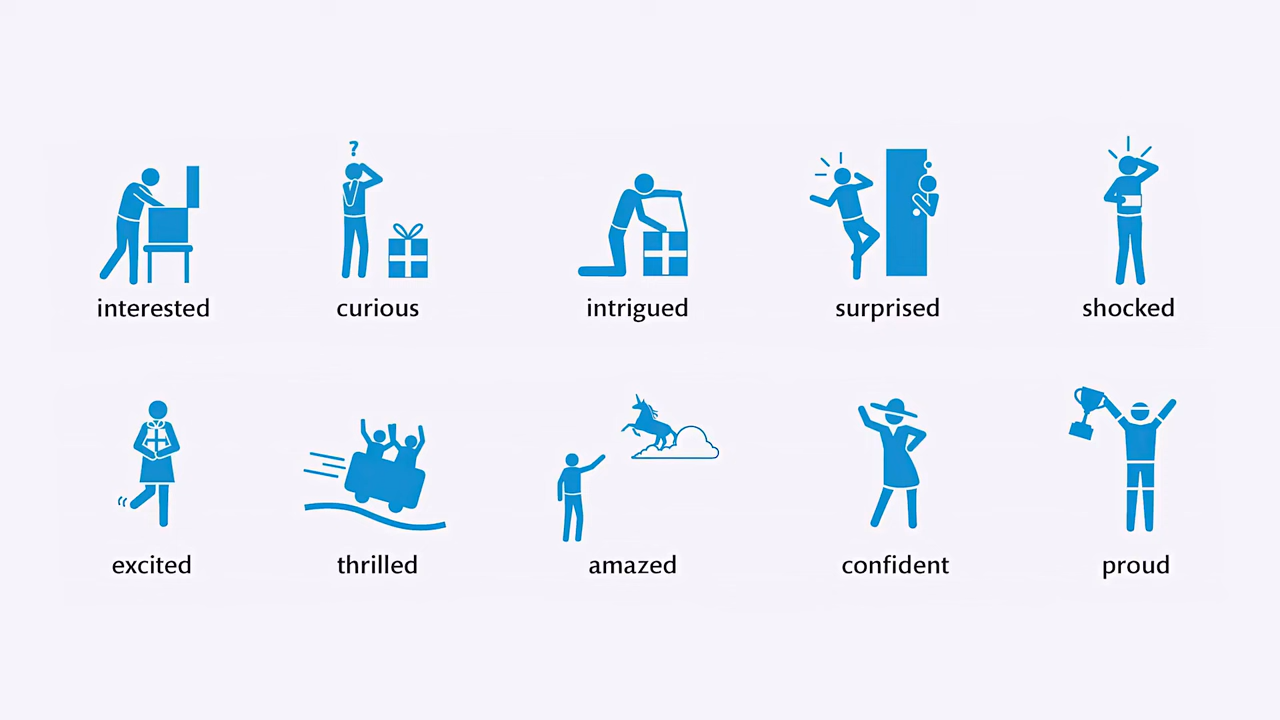 ?
interested
curious
intrigued
surprised
shocked
excited
thrilled
amazed
confident
proud